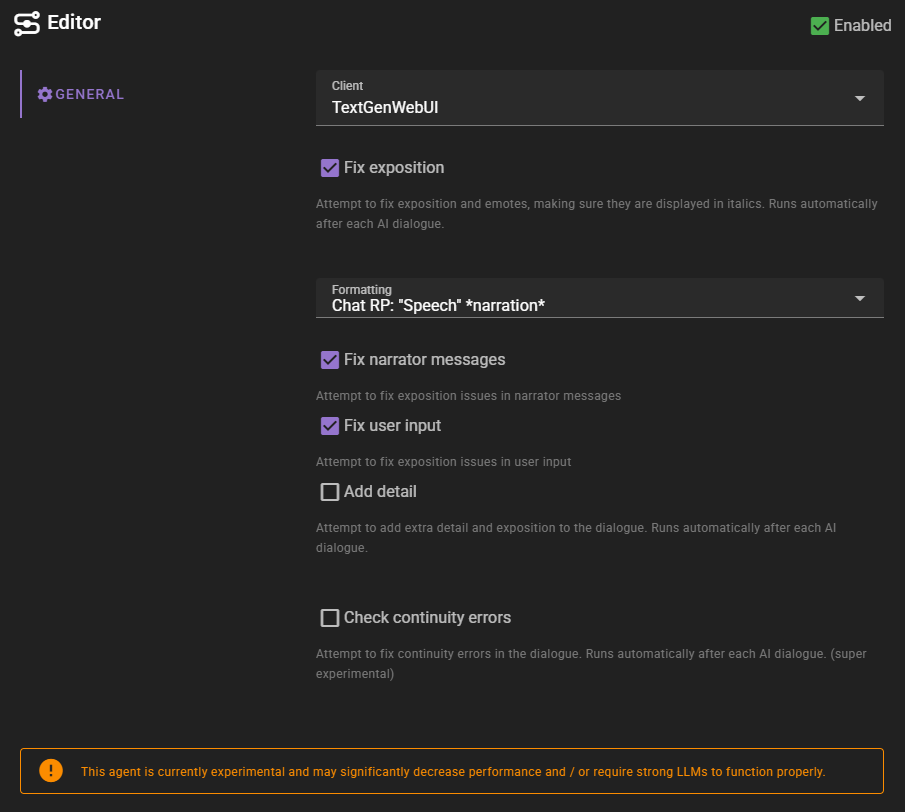 Editor
Enabled
GENERAL
Client
TextGenWebUI
Fix exposition
Attempt to fix exposition and emotes, making sure they are displayed in italics. Runs automatically
after each AI dialogue.
Formatting
Chat RP: "Speech" *narration*
Fix narrator messages
Attempt to fix exposition issues in narrator messages
Fix user input
Attempt to fix exposition issues in user input
Add detail
Attempt to add extra detail and exposition to the dialogue. Runs automatically after each AI
dialogue.
Check continuity errors
Attempt to fix continuity errors in the dialogue. Runs automatically after each AI dialogue. (super
experimental)
This agent is currently experimental and may significantly decrease performance and / or require strong LLMs to function properly.